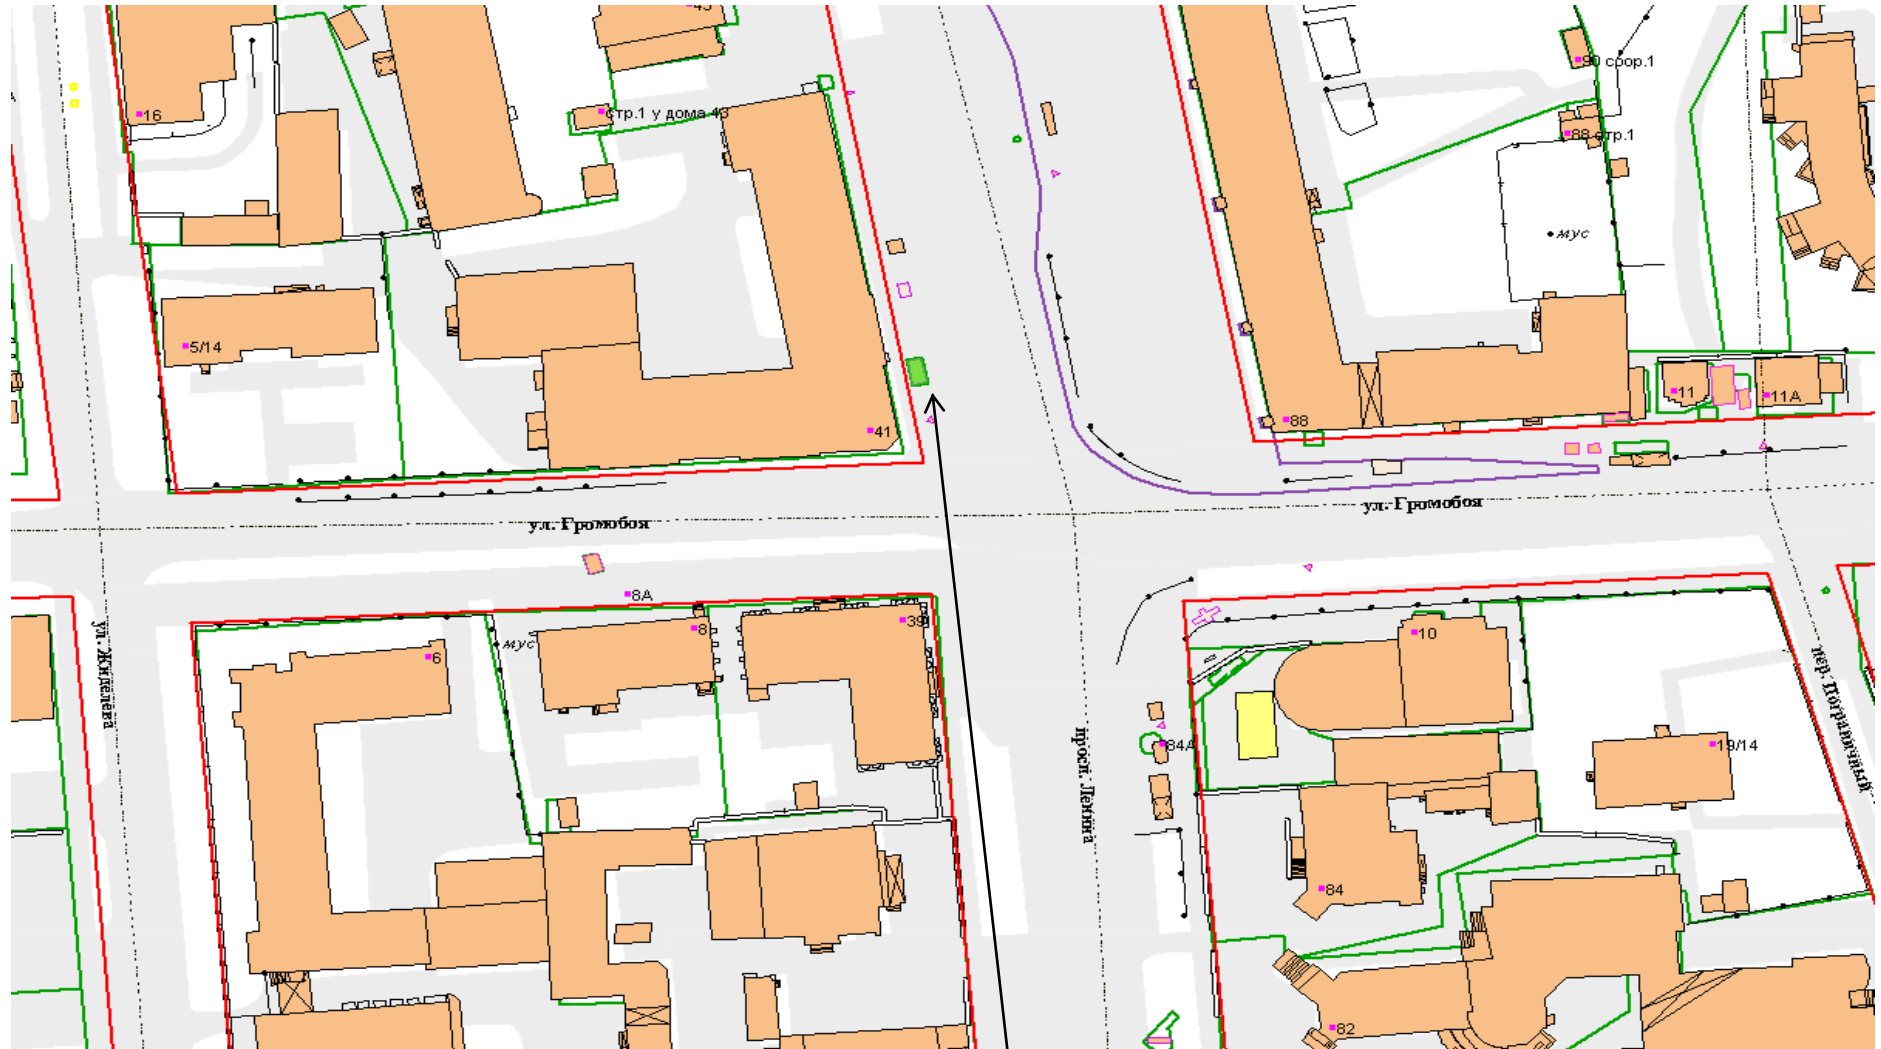 43
90 соор.1
16
стр.1 у дома 43
88 стр.1
мус
5/14
11
11А
41
88
ул. Громобоя
ул. Громобоя
8А
39
8
10
мус
6
ул. Жиделева
пер. Пограничный
просп. Ленина
84А
19/14
84
82